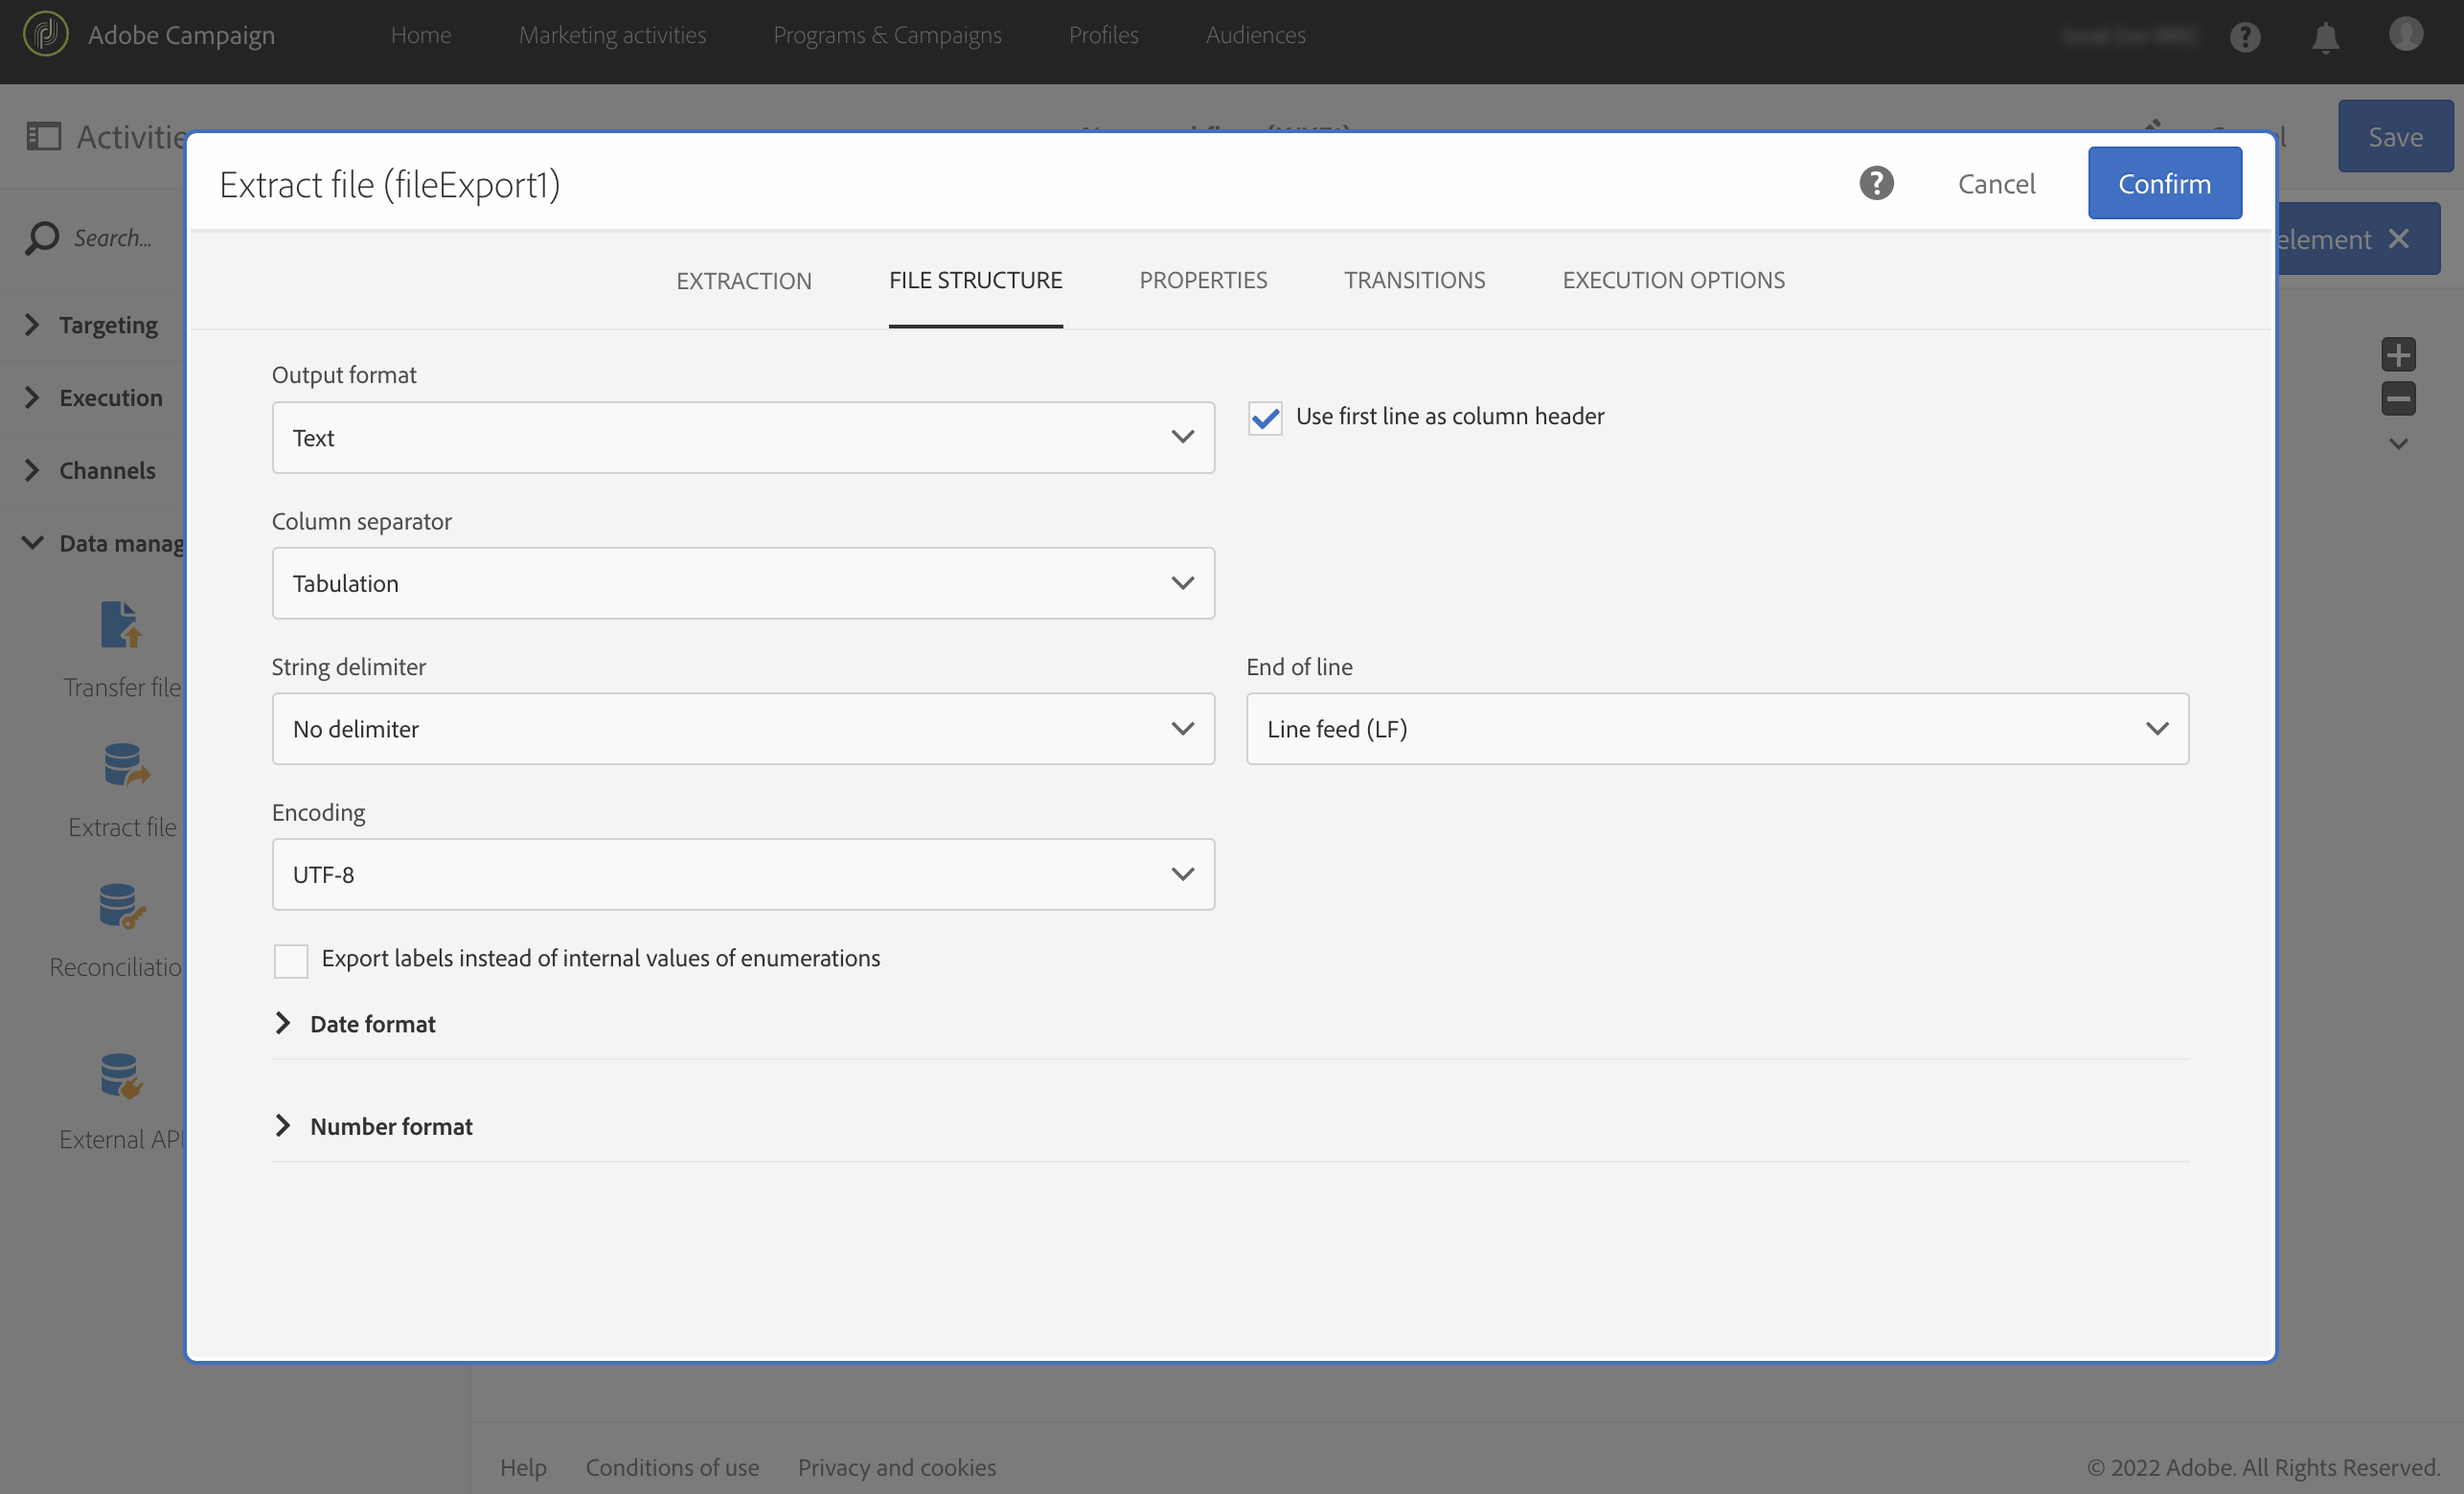 Adobe Campaign Home Marketing activities Programs & Campaigns Profiles Audiences
Activitie
Save
Extract file (fileExport1) Cancel Confirm
Search...
element
EXTRACTION FILE STRUCTURE PROPERTIES TRANSITIONS EXECUTION OPTIONS
Targeting
Execution
Channels
Data manag
Transfer file
Extract file
Reconciliatio
External API
Output format
Text
Use first line as column header
Column separator
Tabulation
String delimiter
No delimiter
End of line
Line feed (LF)
Encoding
UTF-8
Export labels instead of internal values of enumerations
Date format
Number format
Help Conditions of use Privacy and cookies © 2022 Adobe. All Rights Reserved.